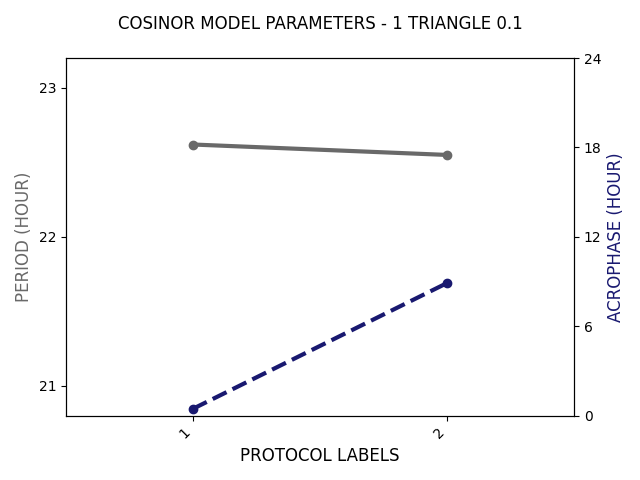 COSINOR MODEL PARAMETERS - 1 TRIANGLE 0.1
23
22
21
PERIOD (HOUR)
24
18
12
6
0
ACROPHASE (HOUR)
1
2
PROTOCOL LABELS